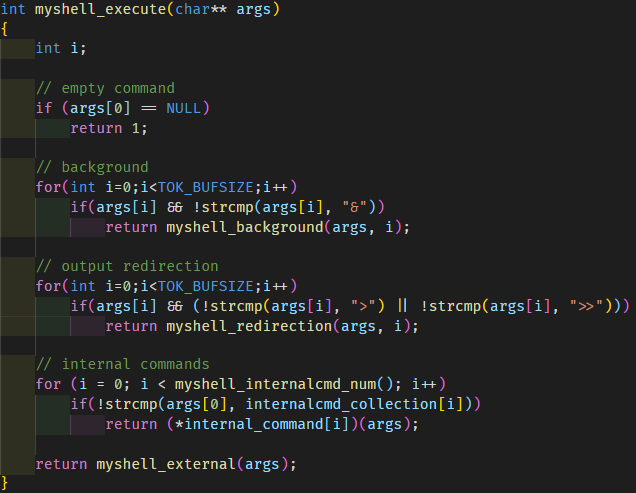 int myshell_execute(char** args)
{
    int i;

    // empty command
    if (args[0] == NULL)
        return 1;

    // background
    for(int i=0;i<TOK_BUFSIZE;i++)
        if(args[i] && !strcmp(args[i], "&"))
            return myshell_background(args, i);

    // output redirection
    for(int i=0;i<TOK_BUFSIZE;i++)
        if(args[i] && (!strcmp(args[i], ">") || !strcmp(args[i], ">>")))
            return myshell_redirection(args, i);

    // internal commands
    for (i = 0; i < myshell_internalcmd_num(); i++)
        if(!strcmp(args[0], internalcmd_collection[i]))
            return (*internal_command[i])(args);

    return myshell_external(args);
}